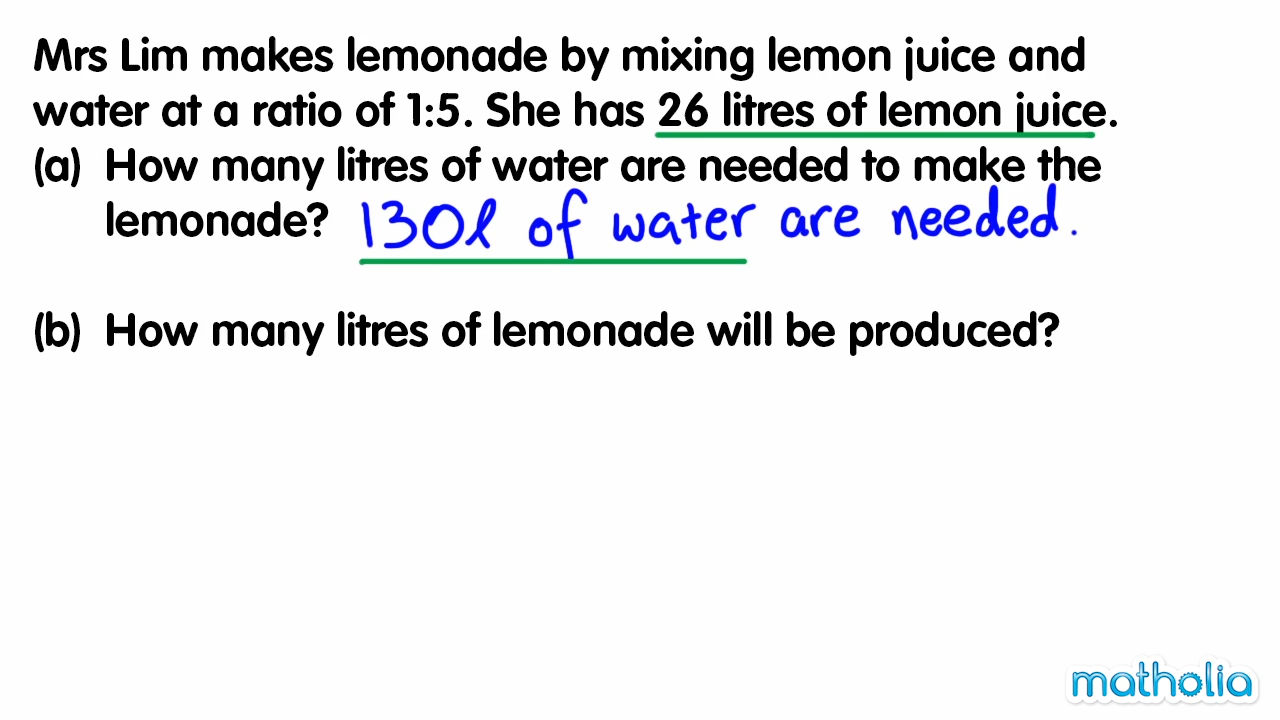 Mrs Lim makes lemonade by mixing lemon juice and
water at a ratio of 1:5. She has 26 litres of lemon juice.
(a) How many litres of water are needed to make the
lemonade? 130l of water are needed.
(b) How many litres of lemonade will be produced?
matholia